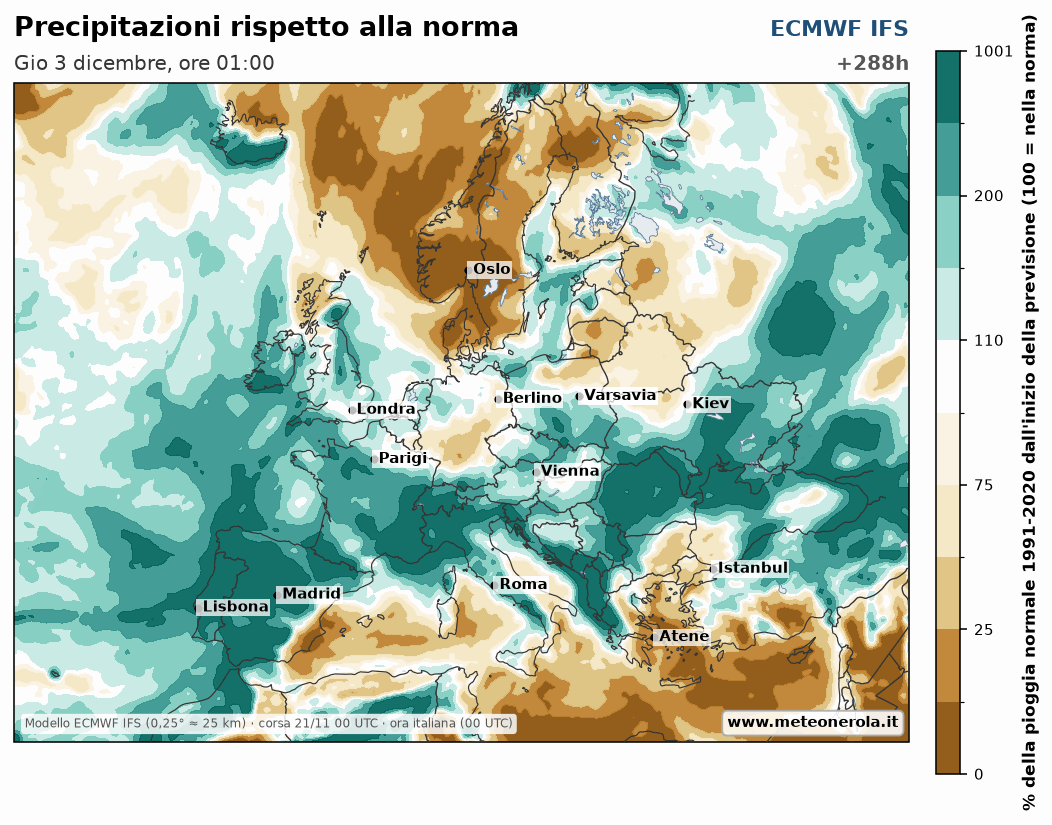 Precipitazioni rispetto alla norma
ECMWF IFS
Gio 3 dicembre, ore 01:00
+288h
Oslo
Berlino
Varsavia
Kiev
Londra
Parigi
Vienna
Istanbul
Roma
Madrid
Lisbona
Atene
Modello ECMWF IFS (0,25° ≈ 25 km) · corsa 21/11 00 UTC · ora italiana (00 UTC)
www.meteonerola.it
1001
200
110
75
25
0
% della pioggia normale 1991-2020 dall'inizio della previsione (100 = nella norma)